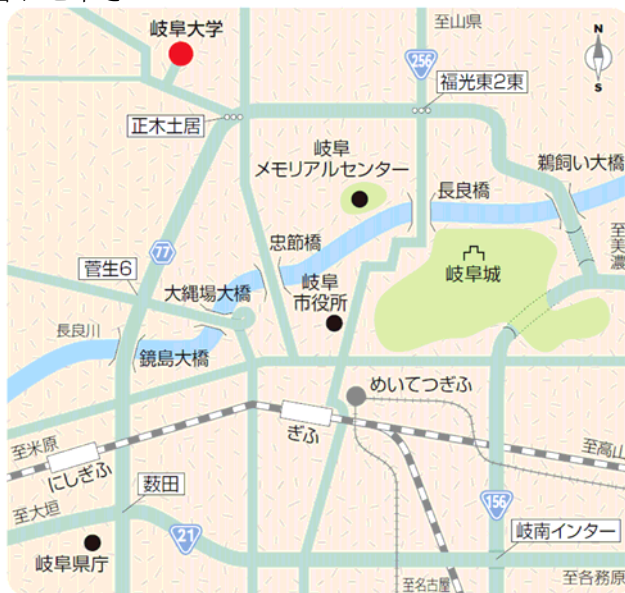 岐阜大学
至山県
N
S
256
福光東2東
正木土居
岐阜
メモリアルセンター
長良橋
鵜飼い大橋
至美濃
忠節橋
77
菅生6
大縄場大橋
岐阜
市役所
岐阜城
長良川
鏡島大橋
めいてつぎふ
ぎふ
至米原
にしぎふ
至高山
薮田
至大垣
21
156
岐南インター
岐阜県庁
至名古屋
至各務原